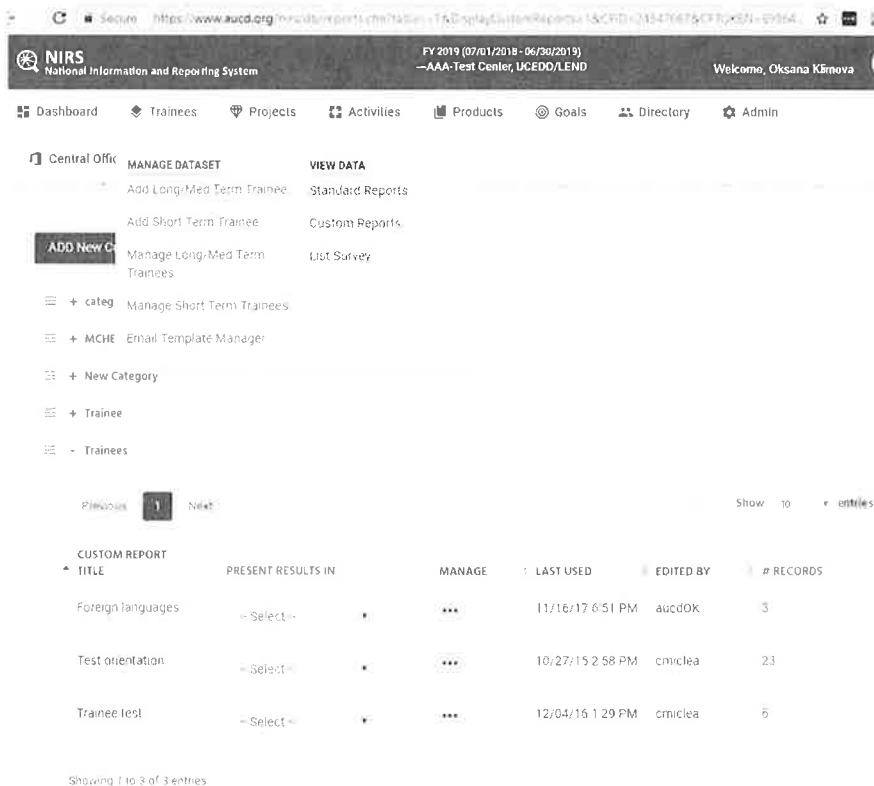 Secure https://www.aucd.org
NIRS
National Information and Reporting System
FY 2019 (07/01/2018 - 06/30/2019)
—AAA-Test Center, UCEDD/LEND
Welcome, Oksana Klimova
Dashboard Trainees Projects Activities Products Goals Directory Admin
Central Offic
MANAGE DATASET VIEW DATA
Add Long-Med Term Trainee Standard Reports
Add Short Term Trainee Custom Reports
ADD New C
Manage Long-Med Term List Survey
Trainees
+ categ Manage Short Term Trainees
+ MCHE Email Template Manager
+ New Category
+ Trainee
- Trainees
Previous 1 Next Show 10 entries
CUSTOM REPORT
TITLE PRESENT RESULTS IN MANAGE LAST USED EDITED BY # RECORDS
Foreign languages -- Select -- ••• 11/16/17 6:51 PM aucdOK 3
Test orientation -- Select -- ••• 10/27/15 2:58 PM cmiclea 23
Trainee test -- Select -- ••• 12/04/16 1:29 PM cmiclea 6
Showing 1 to 3 of 3 entries